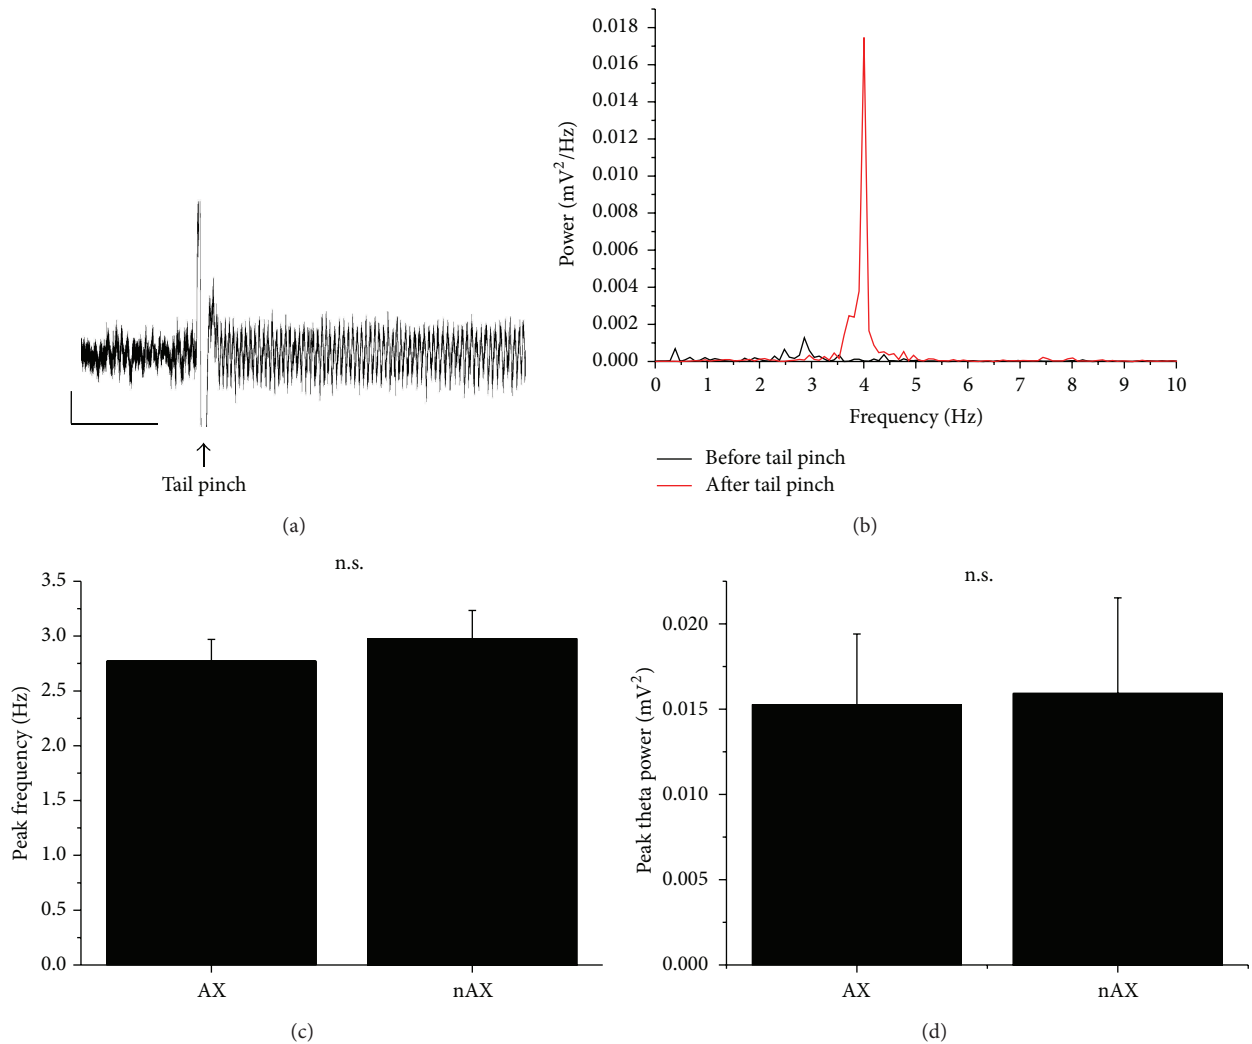 Tail pinch
(a)
Power (mV²/Hz)
0.018
0.016
0.014
0.012
0.010
0.008
0.006
0.004
0.002
0.000
0 1 2 3 4 5 6 7 8 9 10
Frequency (Hz)
Before tail pinch
After tail pinch
(b)
n.s.
Peak frequency (Hz)
3.5
3.0
2.5
2.0
1.5
1.0
0.5
0.0
AX nAX
(c)
n.s.
Peak theta power (mV²)
0.020
0.015
0.010
0.005
0.000
AX nAX
(d)